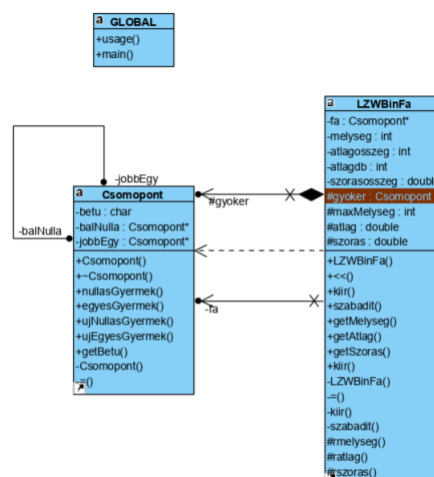 GLOBAL
+usage()
+main()
-jobbEgy
-balNulla
Csomopont
-betu : char
-balNulla : Csomopont*
-jobbEgy : Csomopont*
+Csomopont()
+~Csomopont()
+nullasGyermek()
+egyesGyermek()
+ujNullasGyermek()
+ujEgyesGyermek()
+getBetu()
-Csomopont()
-=()
#gyoker
-fa
LZWBinFa
-fa : Csomopont*
-melyseg : int
-atlagosszeg : int
-atlagdb : int
-szorasosszeg : doubl
#gyoker : Csomopont
#maxMelyseg : int
#atlag : double
#szoras : double
+LZWBinFa()
+<<()
+kiir()
+szabadit()
+getMelyseg()
+getAtlag()
+getSzoras()
+kiir()
-LZWBinFa()
-=()
-kiir()
-szabadit()
#rmelyseg()
#ratlag()
#rszoras()